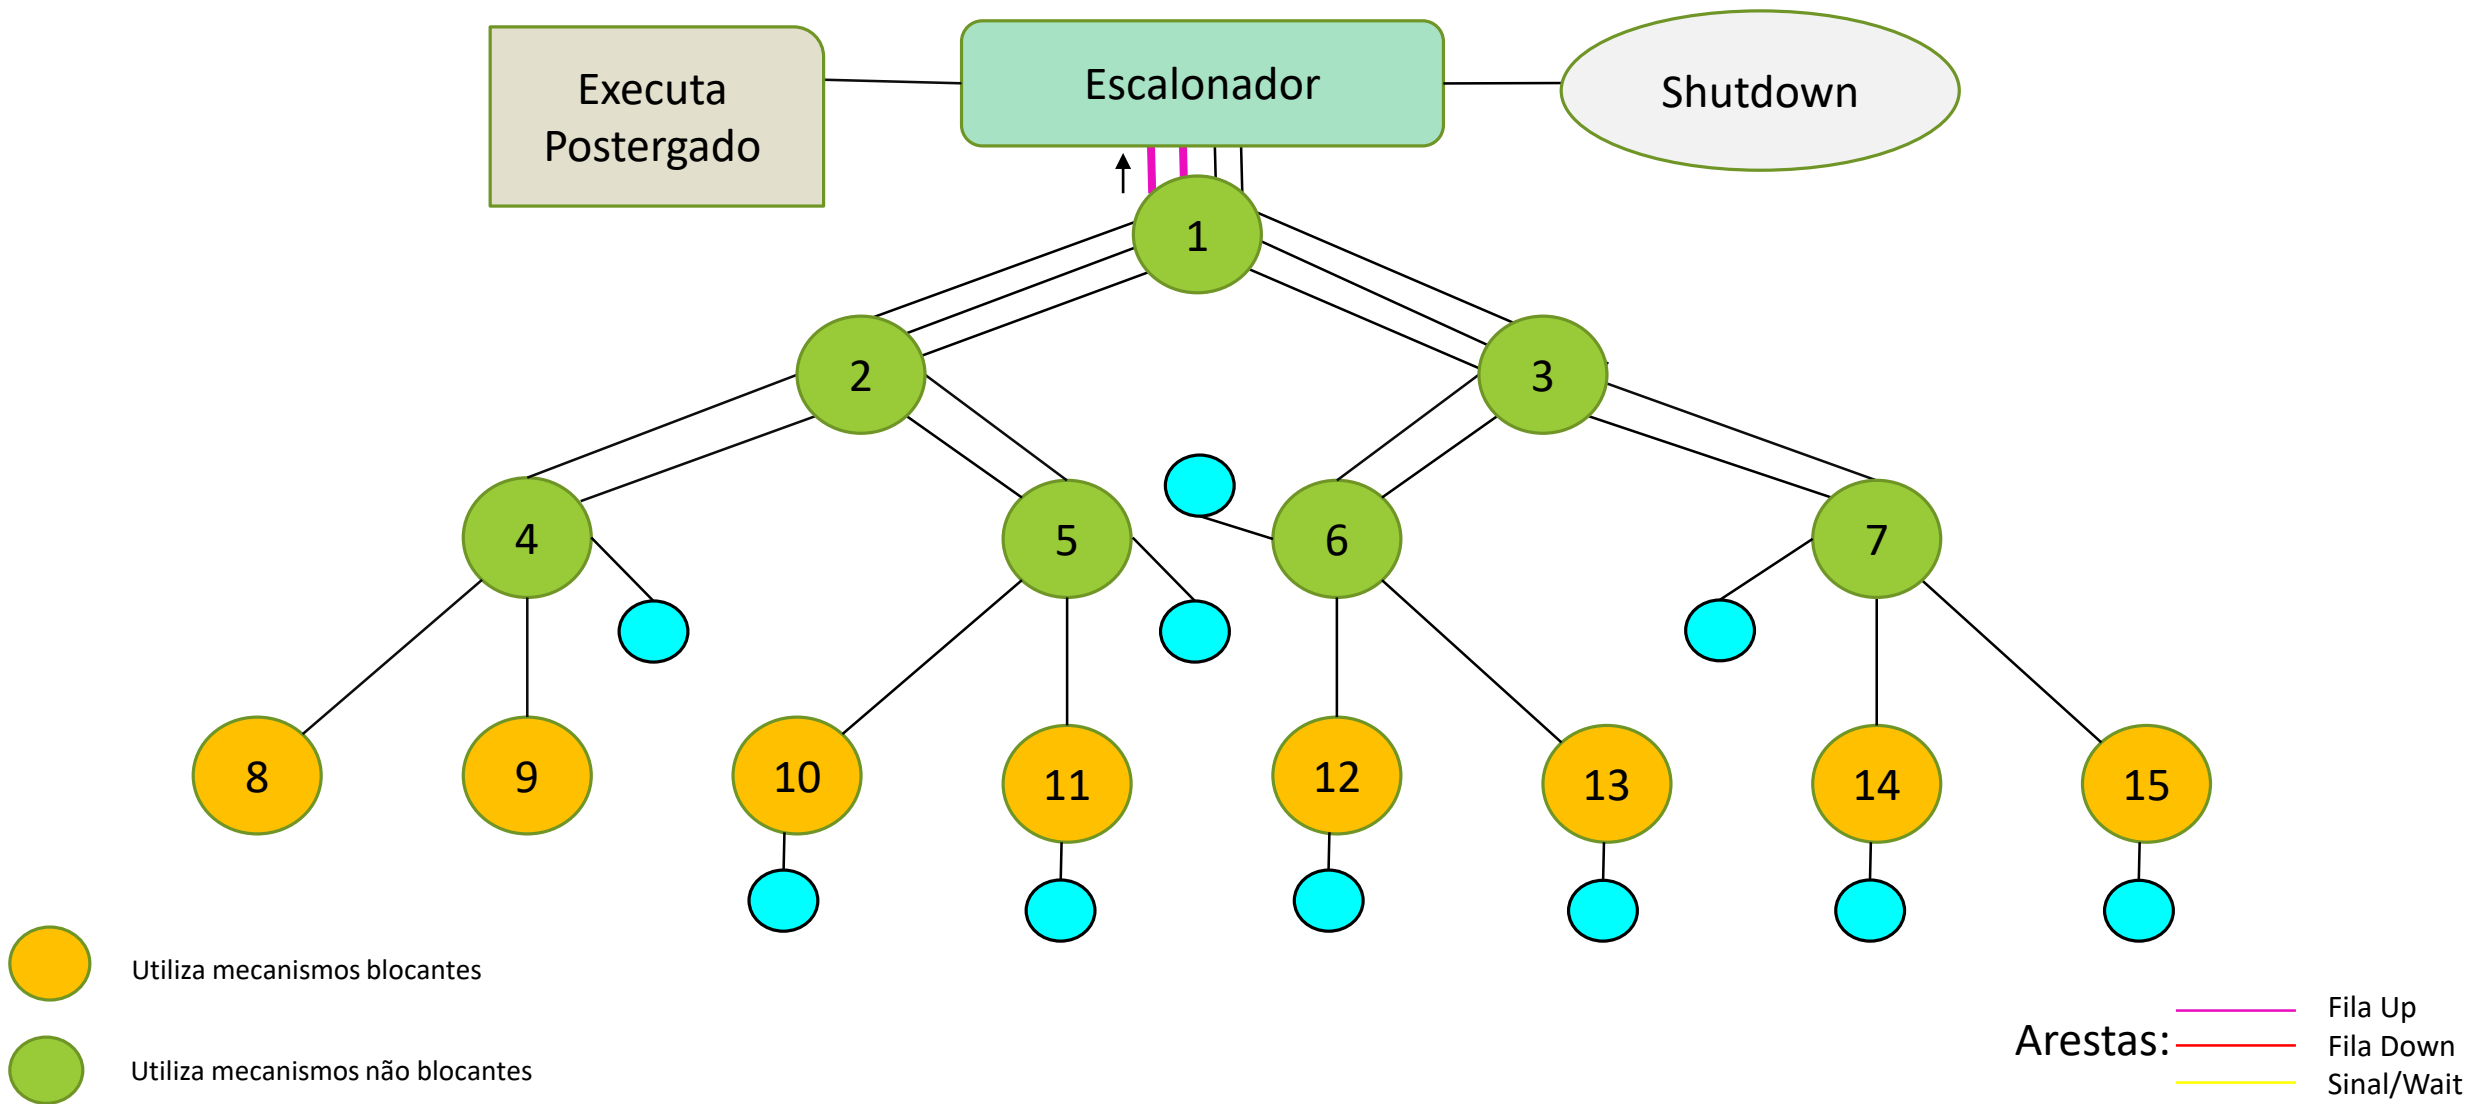 Executa
Postergado
Escalonador
Shutdown
1
2
3
4
5
6
7
8
9
10
11
12
13
14
15
Utiliza mecanismos blocantes
Utiliza mecanismos não blocantes
Arestas:
Fila Up
Fila Down
Sinal/Wait